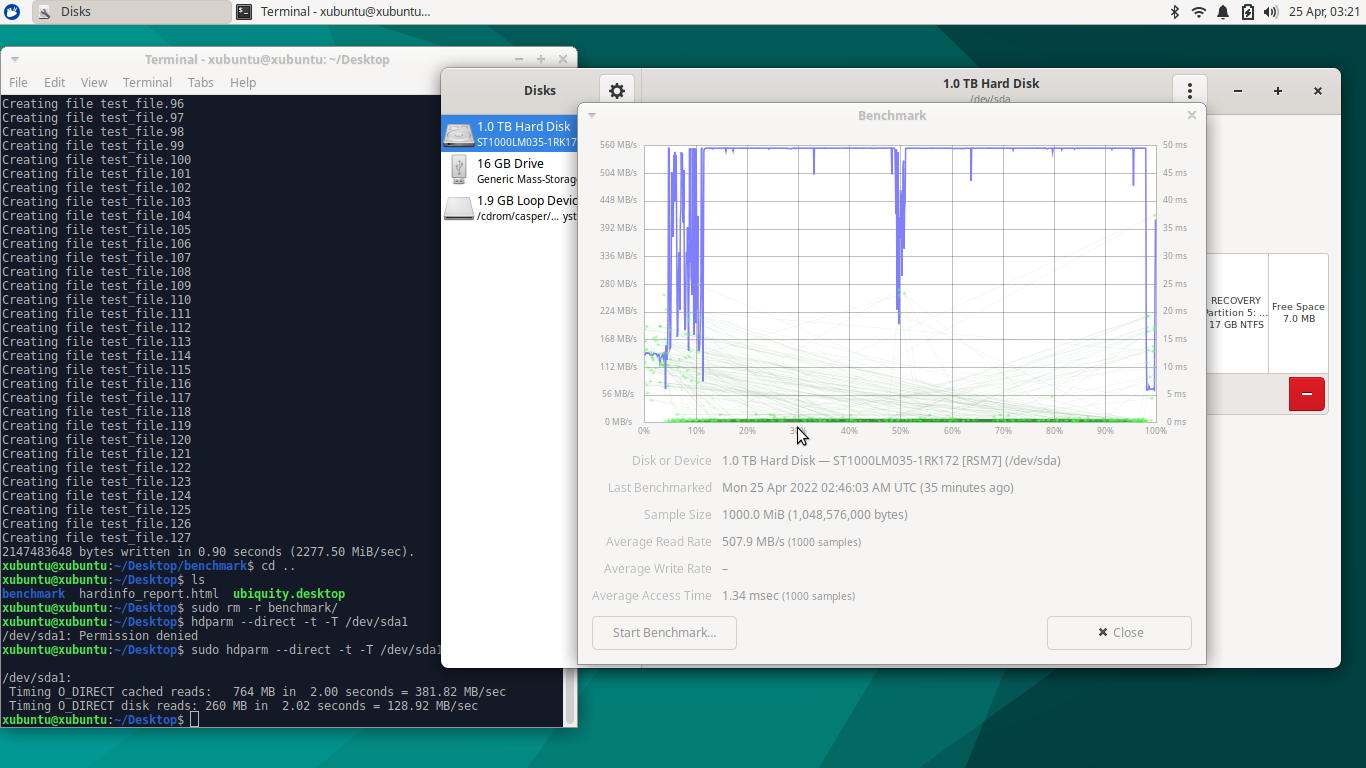 Disks
Terminal - xubuntu@xubuntu...
25 Apr, 03:21
Terminal - xubuntu@xubuntu: ~/Desktop
File Edit View Terminal Tabs Help
Creating file test_file.96
Creating file test_file.97
Creating file test_file.98
Creating file test_file.99
Creating file test_file.100
Creating file test_file.101
Creating file test_file.102
Creating file test_file.103
Creating file test_file.104
Creating file test_file.105
Creating file test_file.106
Creating file test_file.107
Creating file test_file.108
Creating file test_file.109
Creating file test_file.110
Creating file test_file.111
Creating file test_file.112
Creating file test_file.113
Creating file test_file.114
Creating file test_file.115
Creating file test_file.116
Creating file test_file.117
Creating file test_file.118
Creating file test_file.119
Creating file test_file.120
Creating file test_file.121
Creating file test_file.122
Creating file test_file.123
Creating file test_file.124
Creating file test_file.125
Creating file test_file.126
Creating file test_file.127
2147483648 bytes written in 0.90 seconds (2277.50 MiB/sec).
xubuntu@xubuntu:~/Desktop/benchmark$ cd ..
xubuntu@xubuntu:~/Desktop$ ls
benchmark hardinfo_report.html ubiquity.desktop
xubuntu@xubuntu:~/Desktop$ sudo rm -r benchmark/
xubuntu@xubuntu:~/Desktop$ hdparm --direct -t -T /dev/sda1
/dev/sda1: Permission denied
xubuntu@xubuntu:~/Desktop$ sudo hdparm --direct -t -T /dev/sda1
/dev/sda1:
Timing O_DIRECT cached reads: 764 MB in 2.00 seconds = 381.82 MB/sec
Timing O_DIRECT disk reads: 260 MB in 2.02 seconds = 128.92 MB/sec
xubuntu@xubuntu:~/Desktop$
Disks
1.0 TB Hard Disk
/dev/sda
1.0 TB Hard Disk
ST1000LM035-1RK17
16 GB Drive
Generic Mass-Storag
1.9 GB Loop Devic
/cdrom/casper/... yst
RECOVERY
Partition 5: ...
17 GB NTFS
Free Space
7.0 MB
Benchmark
560 MB/s
504 MB/s
448 MB/s
392 MB/s
336 MB/s
280 MB/s
224 MB/s
168 MB/s
112 MB/s
56 MB/s
0 MB/s
50 ms
45 ms
40 ms
35 ms
30 ms
25 ms
20 ms
15 ms
10 ms
5 ms
0 ms
0% 10% 20% 30% 40% 50% 60% 70% 80% 90% 100%
Disk or Device 1.0 TB Hard Disk — ST1000LM035-1RK172 [RSM7] (/dev/sda)
Last Benchmarked Mon 25 Apr 2022 02:46:03 AM UTC (35 minutes ago)
Sample Size 1000.0 MiB (1,048,576,000 bytes)
Average Read Rate 507.9 MB/s (1000 samples)
Average Write Rate –
Average Access Time 1.34 msec (1000 samples)
Start Benchmark...
Close